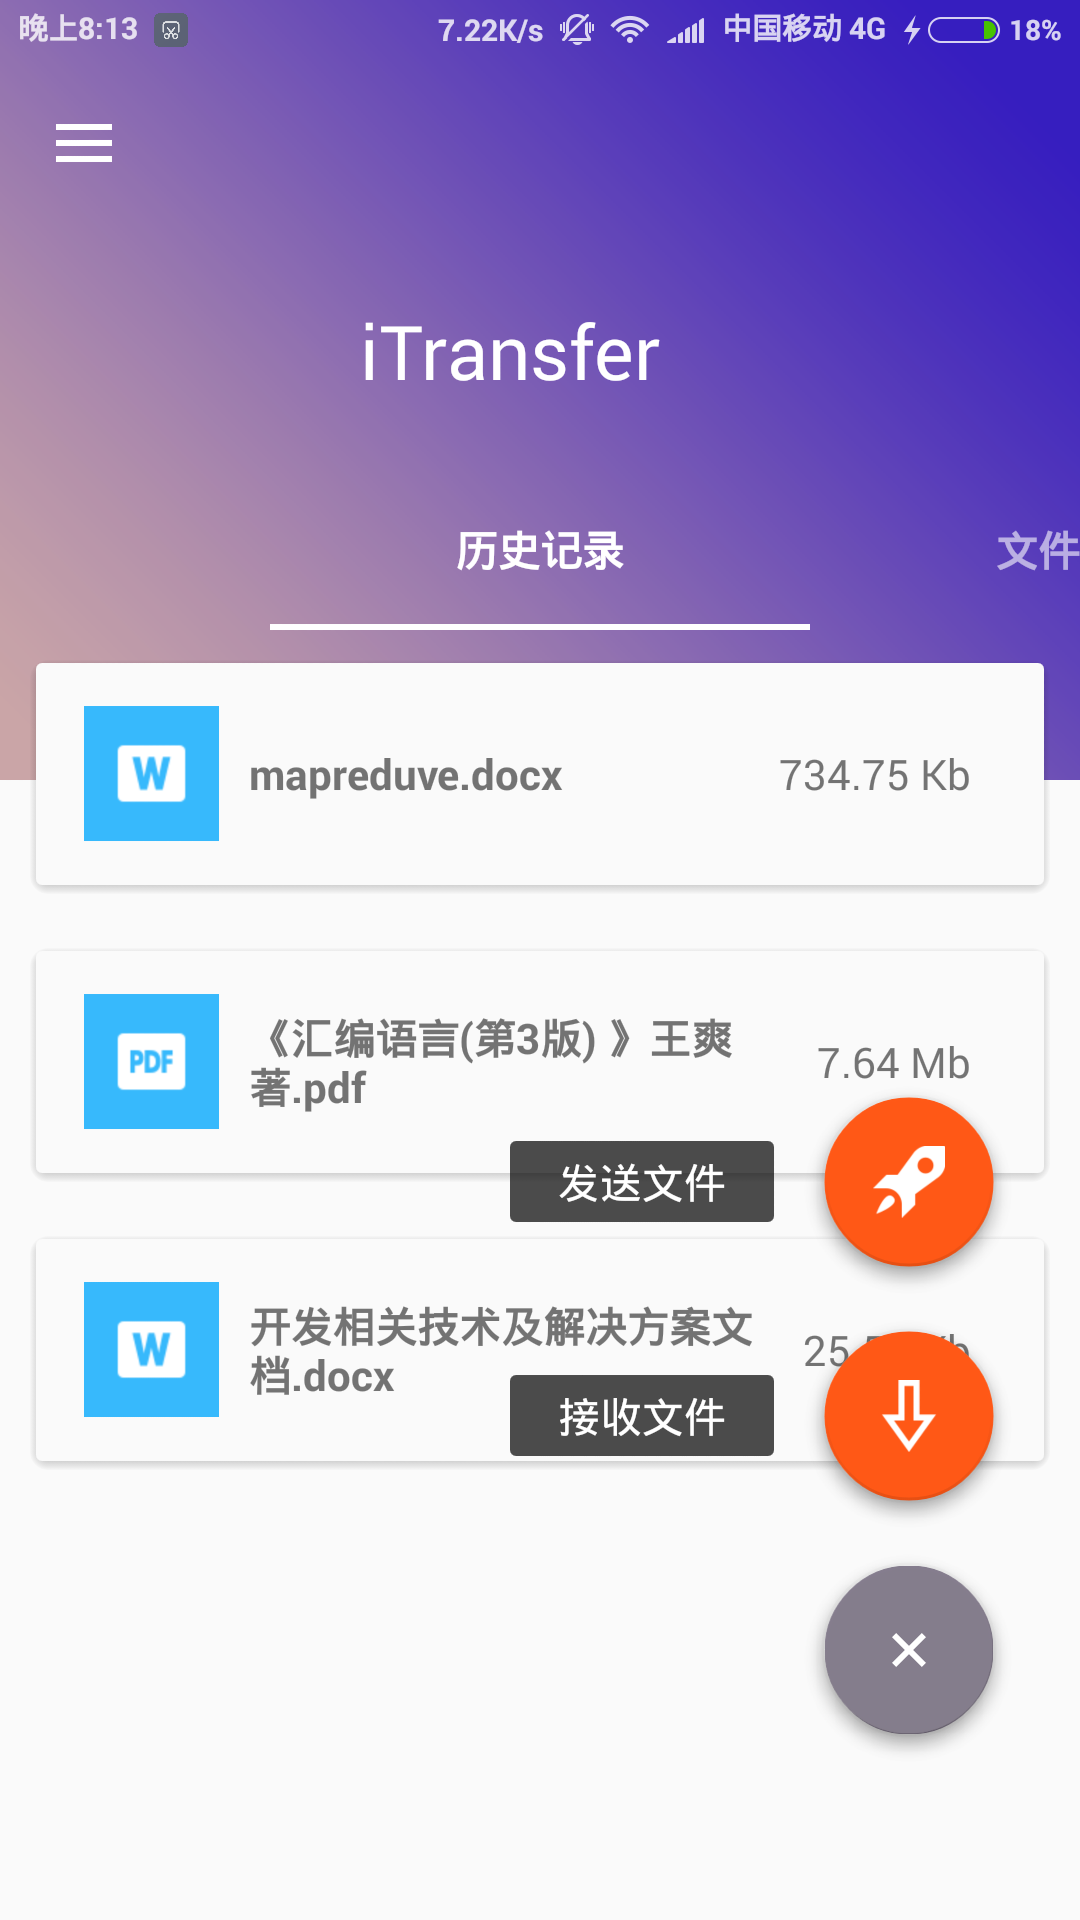 晚上8:13 7.22K/s 中国移动 4G 18%
iTransfer
历史记录 文件
W mapreduve.docx 734.75 Kb
PDF 《汇编语言(第3版) 》王爽
著.pdf
7.64 Mb
发送文件
W 开发相关技术及解决方案文
档.docx
接收文件